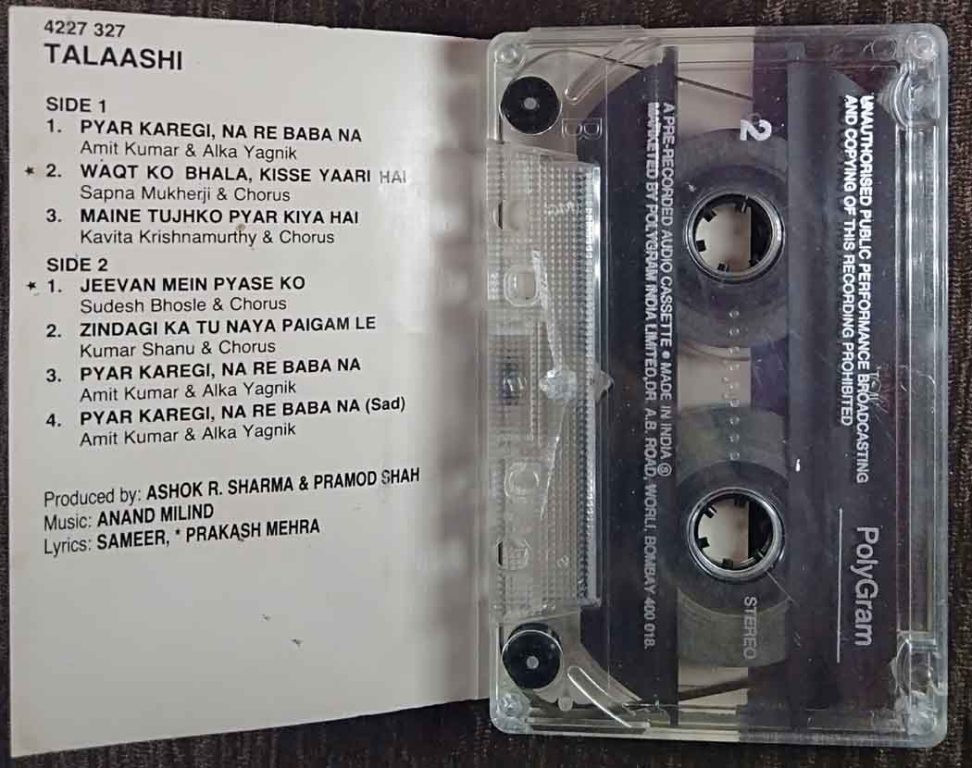 4227 327
TALAASHI
SIDE 1
1. PYAR KAREGI, NA RE BABA NA
Amit Kumar & Alka Yagnik
* 2. WAQT KO BHALA, KISSE YAARI HAI
Sapna Mukherji & Chorus
3. MAINE TUJHKO PYAR KIYA HAI
Kavita Krishnamurthy & Chorus
SIDE 2
* 1. JEEVAN MEIN PYASE KO
Sudesh Bhosle & Chorus
2. ZINDAGI KA TU NAYA PAIGAM LE
Kumar Shanu & Chorus
3. PYAR KAREGI, NA RE BABA NA
Amit Kumar & Alka Yagnik
4. PYAR KAREGI, NA RE BABA NA (Sad)
Amit Kumar & Alka Yagnik
Produced by: ASHOK R. SHARMA & PRAMOD SHAH
Music: ANAND MILIND
Lyrics: SAMEER, * PRAKASH MEHRA
UNAUTHORISED PUBLIC PERFORMANCE BROADCASTING
AND COPYING OF THIS RECORDING PROHIBITED
PolyGram
2
STEREO
A PRE-RECORDED AUDIO CASSETTE ● MADE IN INDIA Ⓟ
MARKETED BY POLYGRAM INDIA LIMITED, DR. A.B. ROAD, WORLI, BOMBAY 400 018.